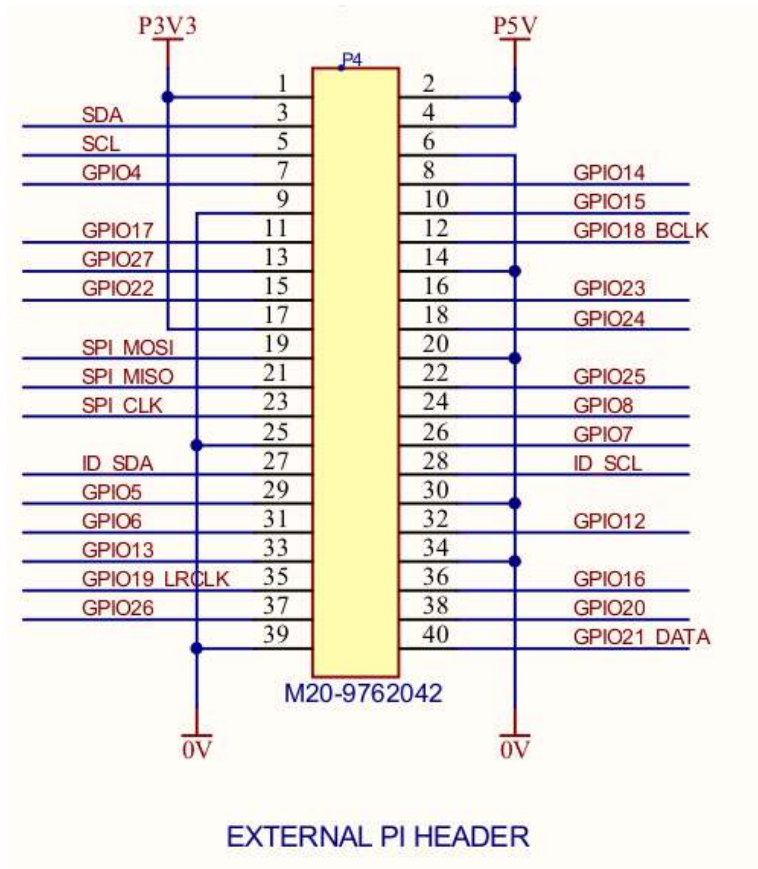 P3V3 P5V
P4
1 2
SDA 3 4
SCL 5 6
GPIO4 7 8 GPIO14
9 10 GPIO15
GPIO17 11 12 GPIO18 BCLK
GPIO27 13 14
GPIO22 15 16 GPIO23
17 18 GPIO24
SPI MOSI 19 20
SPI MISO 21 22 GPIO25
SPI CLK 23 24 GPIO8
25 26 GPIO7
ID SDA 27 28 ID SCL
GPIO5 29 30
GPIO6 31 32 GPIO12
GPIO13 33 34
GPIO19 LRCLK 35 36 GPIO16
GPIO26 37 38 GPIO20
39 40 GPIO21 DATA
M20-9762042
0V 0V
EXTERNAL PI HEADER